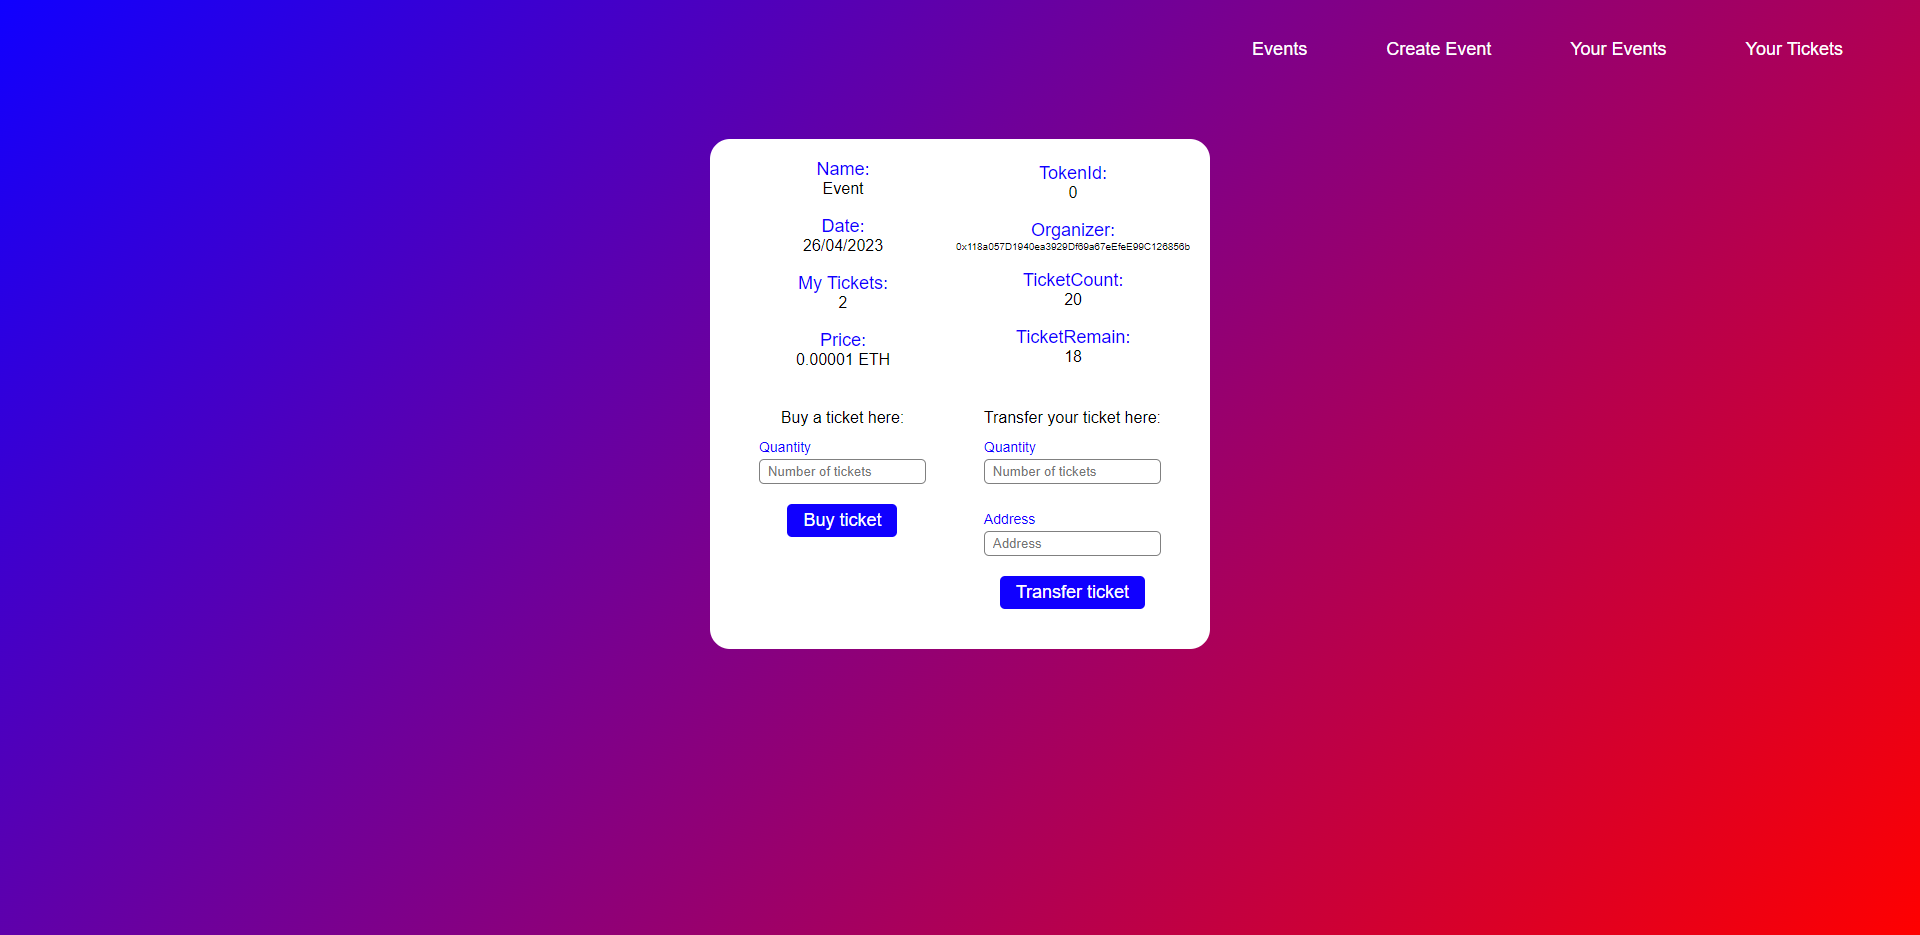 Events
Create Event
Your Events
Your Tickets
Name:
Event
Date:
26/04/2023
My Tickets:
2
Price:
0.00001 ETH
TokenId:
0
Organizer:
0x118a057D1940ea3929Df69a67eEfeE99C126856b
TicketCount:
20
TicketRemain:
18
Buy a ticket here:
Quantity
Number of tickets
Buy ticket
Transfer your ticket here:
Quantity
Number of tickets
Address
Address
Transfer ticket